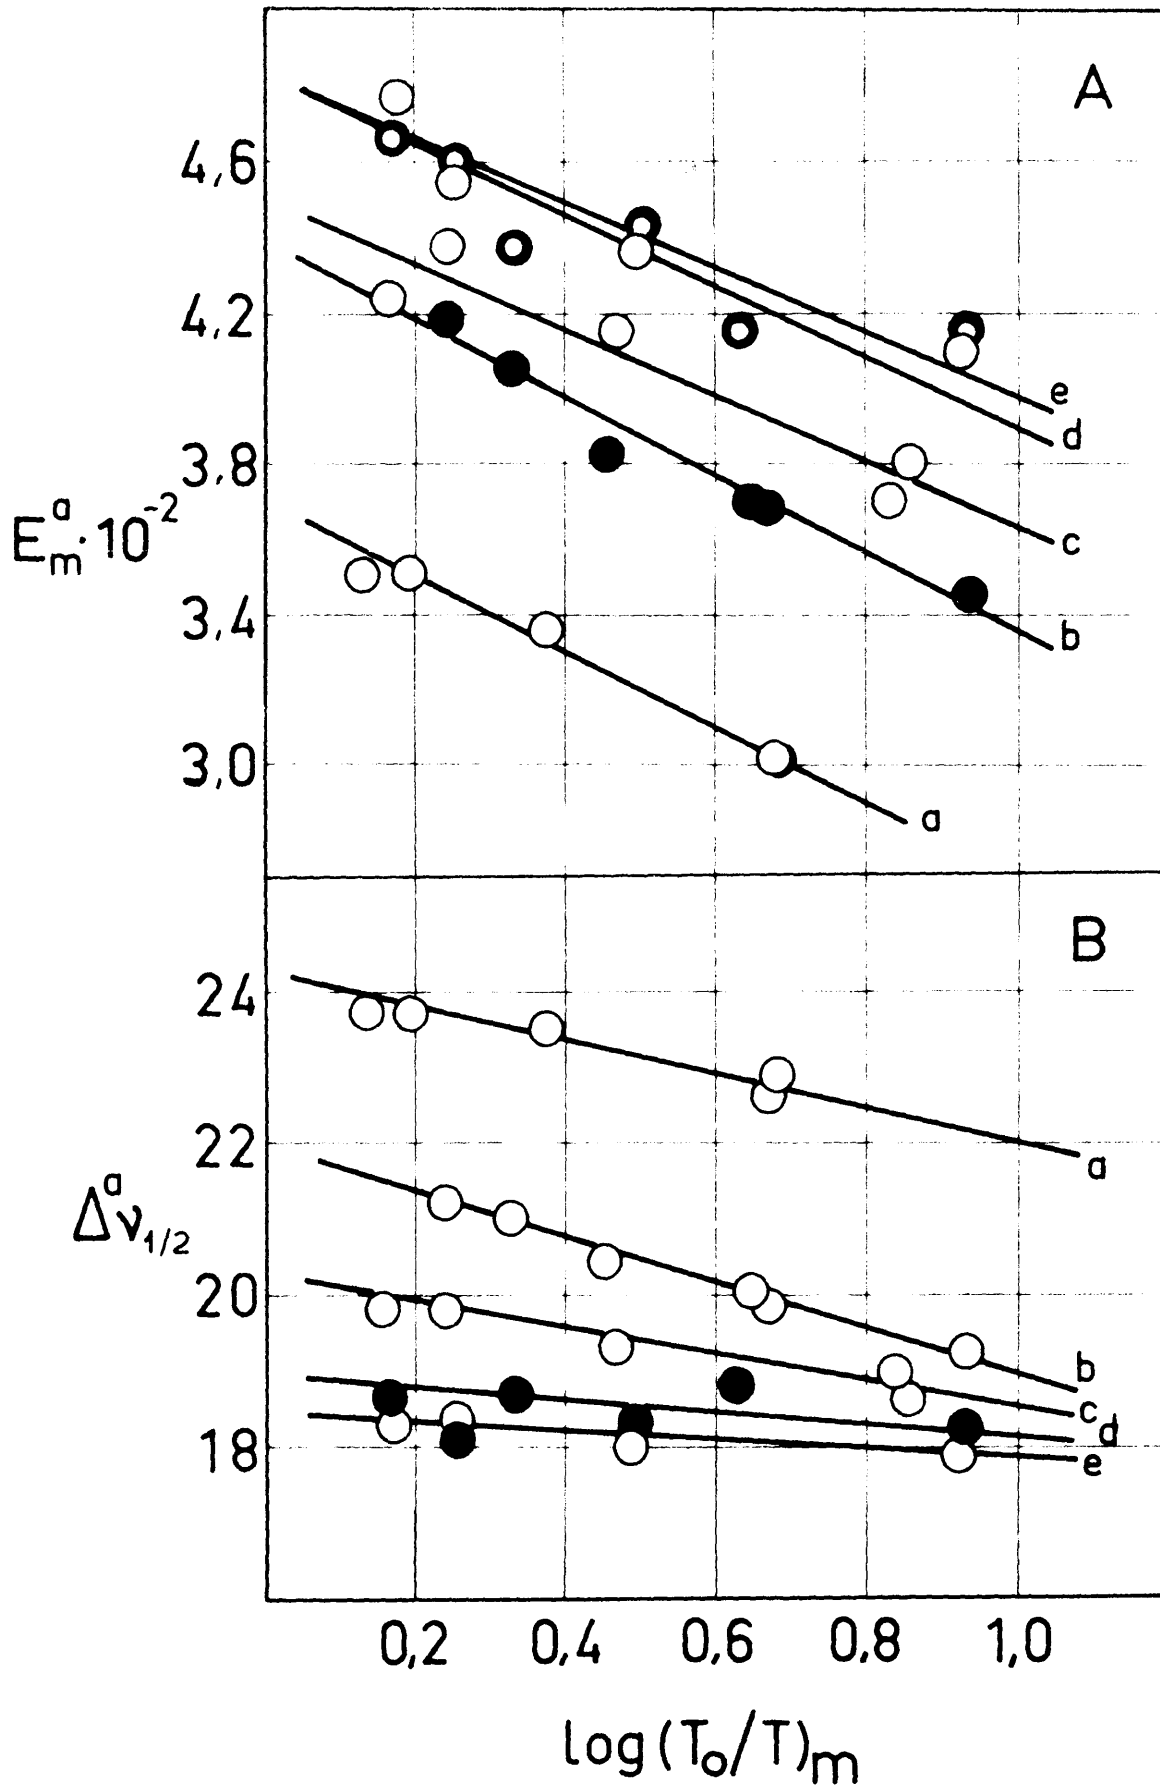 A
4,6
4,2
3,8
3,4
3,0
E_m^a·10^-2
e
d
c
b
a
B
24
22
20
18
Δ^a ν_1/2
a
b
c
d
e
0,2 0,4 0,6 0,8 1,0
log(T_o/T)_m